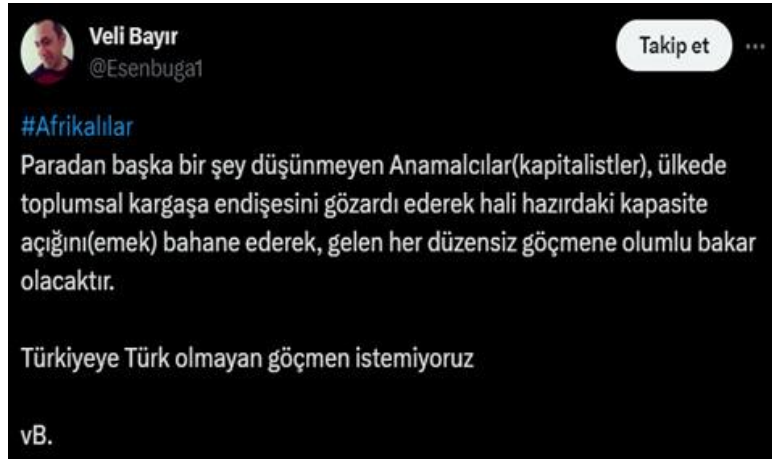 Veli Bayır
@Esenbuga1
Takip et
#Afrikalılar
Paradan başka bir şey düşünmeyen Anamalcılar(kapitalistler), ülkede
toplumsal kargaşa endişesini gözardı ederek hali hazırdaki kapasite
açığını(emek) bahane ederek, gelen her düzensiz göçmene olumlu bakar
olacaktır.
Türkiyeye Türk olmayan göçmen istemiyoruz
vB.